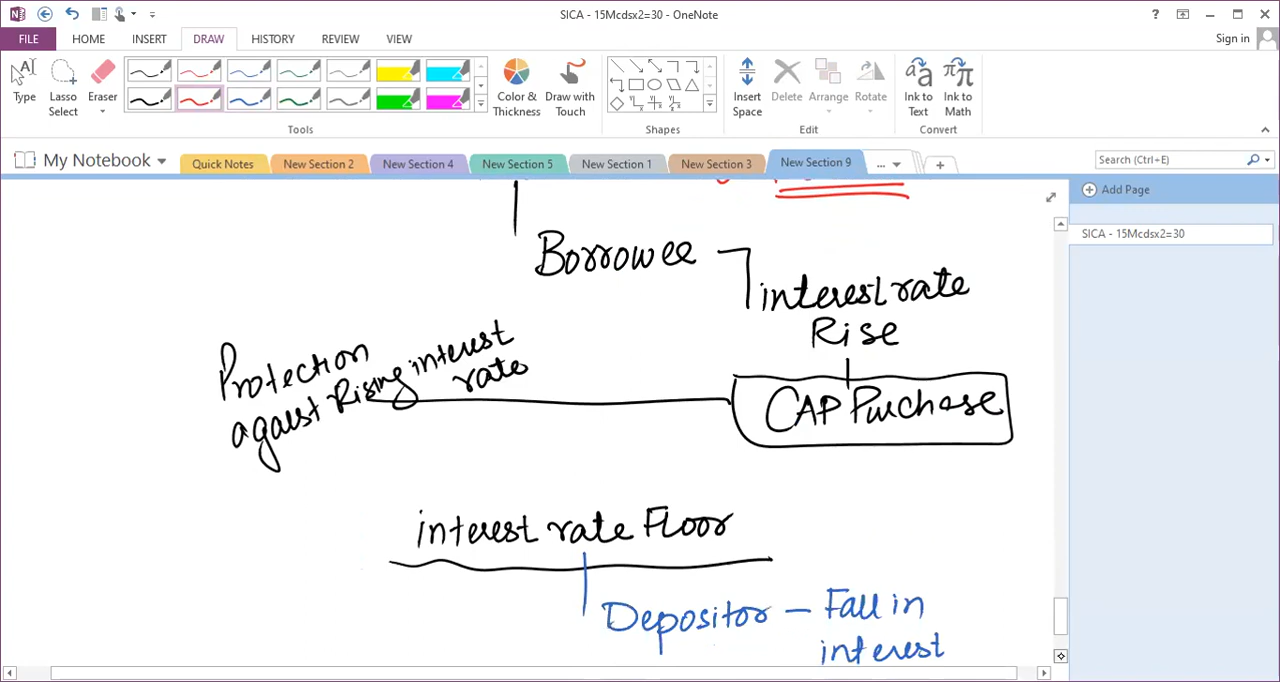 SICA - 15Mcdsx2=30 - OneNote
?
Sign in
FILE
HOME
INSERT
DRAW
HISTORY
REVIEW
VIEW
Type
Lasso
Select
Eraser
Color &
Thickness
Draw with
Touch
Insert
Space
Delete
Arrange
Rotate
Ink to
Text
Ink to
Math
Tools
Shapes
Edit
Convert
My Notebook
Quick Notes
New Section 2
New Section 4
New Section 5
New Section 1
New Section 3
New Section 9
...
Search (Ctrl+E)
Add Page
SICA - 15Mcdsx2=30
Borrowee
interest rate
Rise
Protection
against Rising interest
rate
CAP Purchase
interest rate Floor
Depositor – Fall in
interest